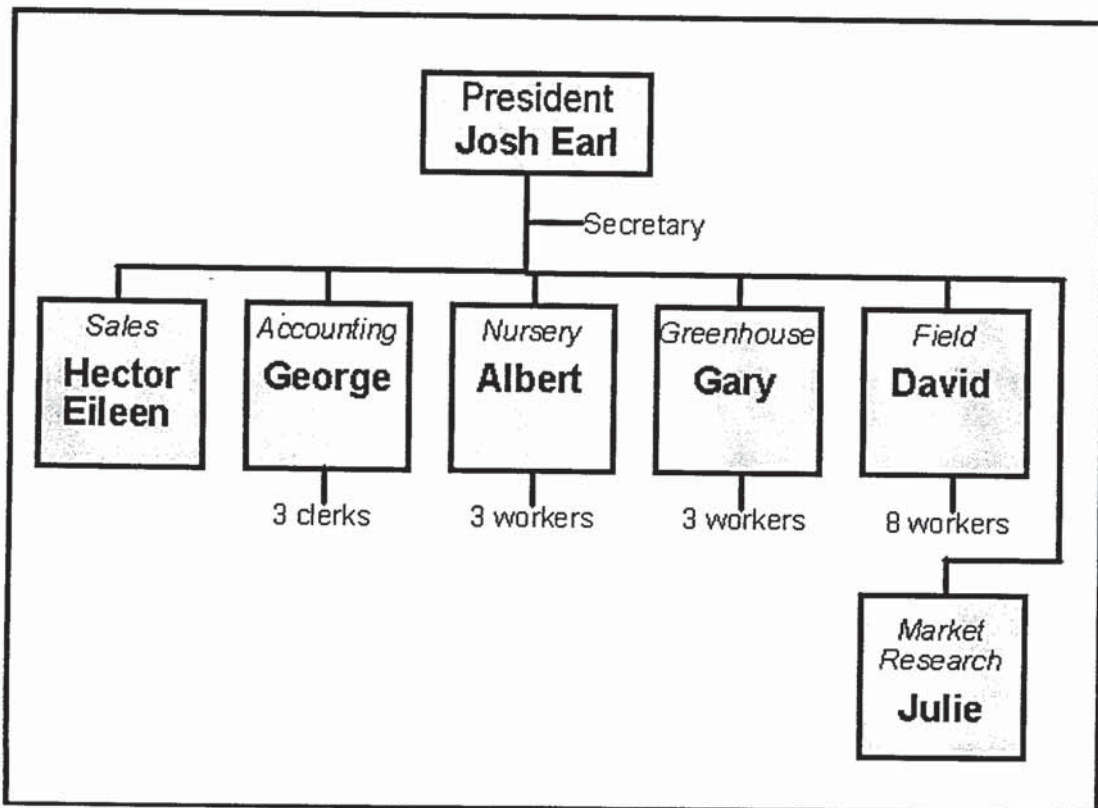 President
Josh Earl
Secretary
Sales
Hector
Eileen
Accounting
George
3 clerks
Nursery
Albert
3 workers
Greenhouse
Gary
3 workers
Field
David
8 workers
Market
Research
Julie